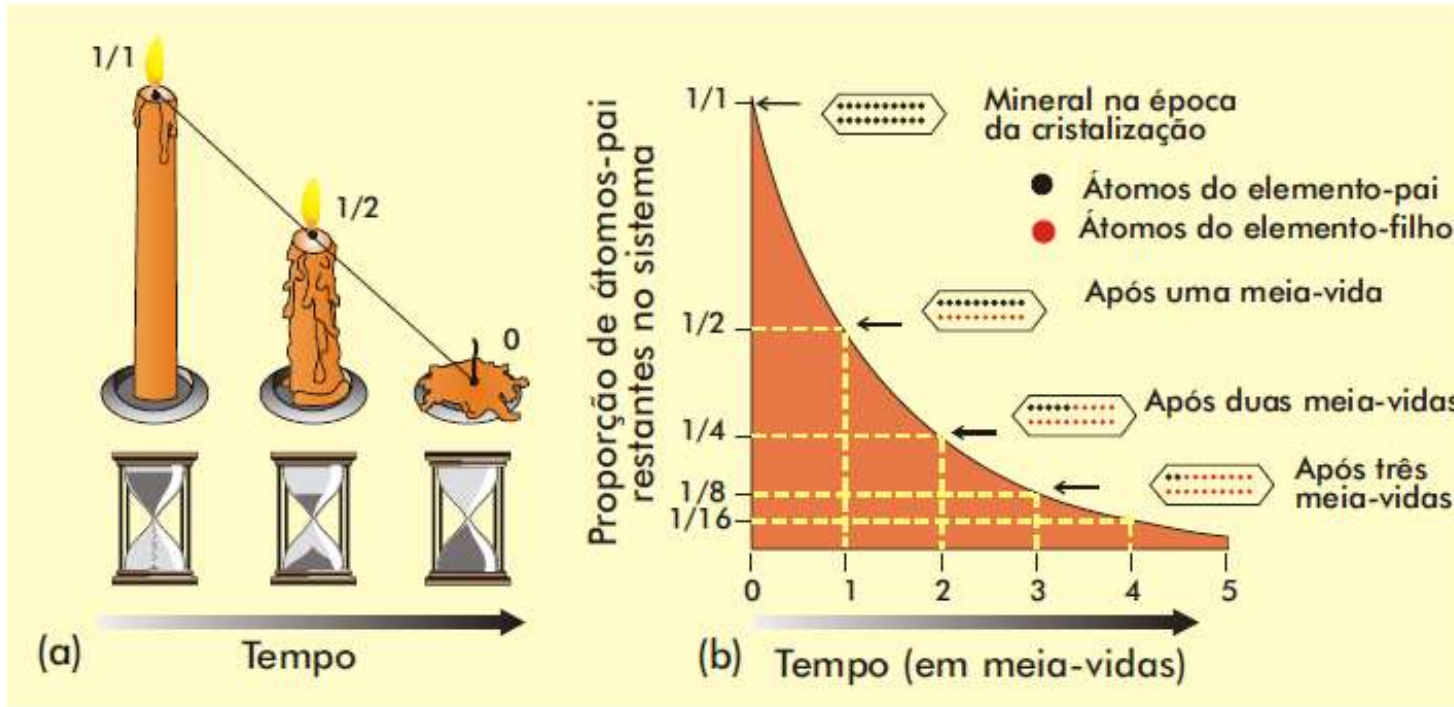 1/1
1/2
0
(a)
Tempo
Proporção de átomos-pai
restantes no sistema
1/1
1/2
1/4
1/8
1/16
Mineral na época
da cristalização
Átomos do elemento-pai
Átomos do elemento-filho
Após uma meia-vida
Após duas meia-vidas
Após três
meia-vidas
0 1 2 3 4 5
(b)
Tempo (em meia-vidas)